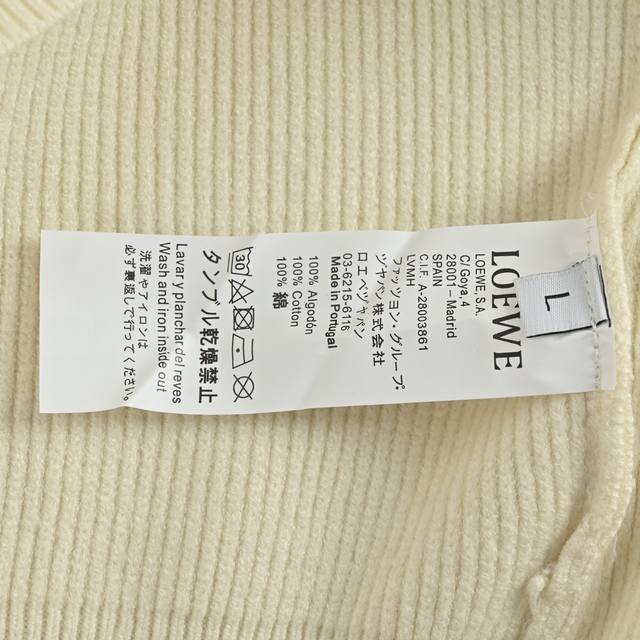 LOEWE
L
LOEWE S.A.
C/ Goya, 4
28001 – Madrid
SPAIN
C.I.F. A-28003861
LVMH
ファッション・グループ
ジャパン株式会社
ロエベジャパン
03-6215-6116
Made in Portugal
100% Algodón
100% Cotton
100% 綿
30
タンブル乾燥禁止
Lavar y planchar del reves
Wash and iron inside out
洗濯やアイロンは
必ず裏返しで行ってください。